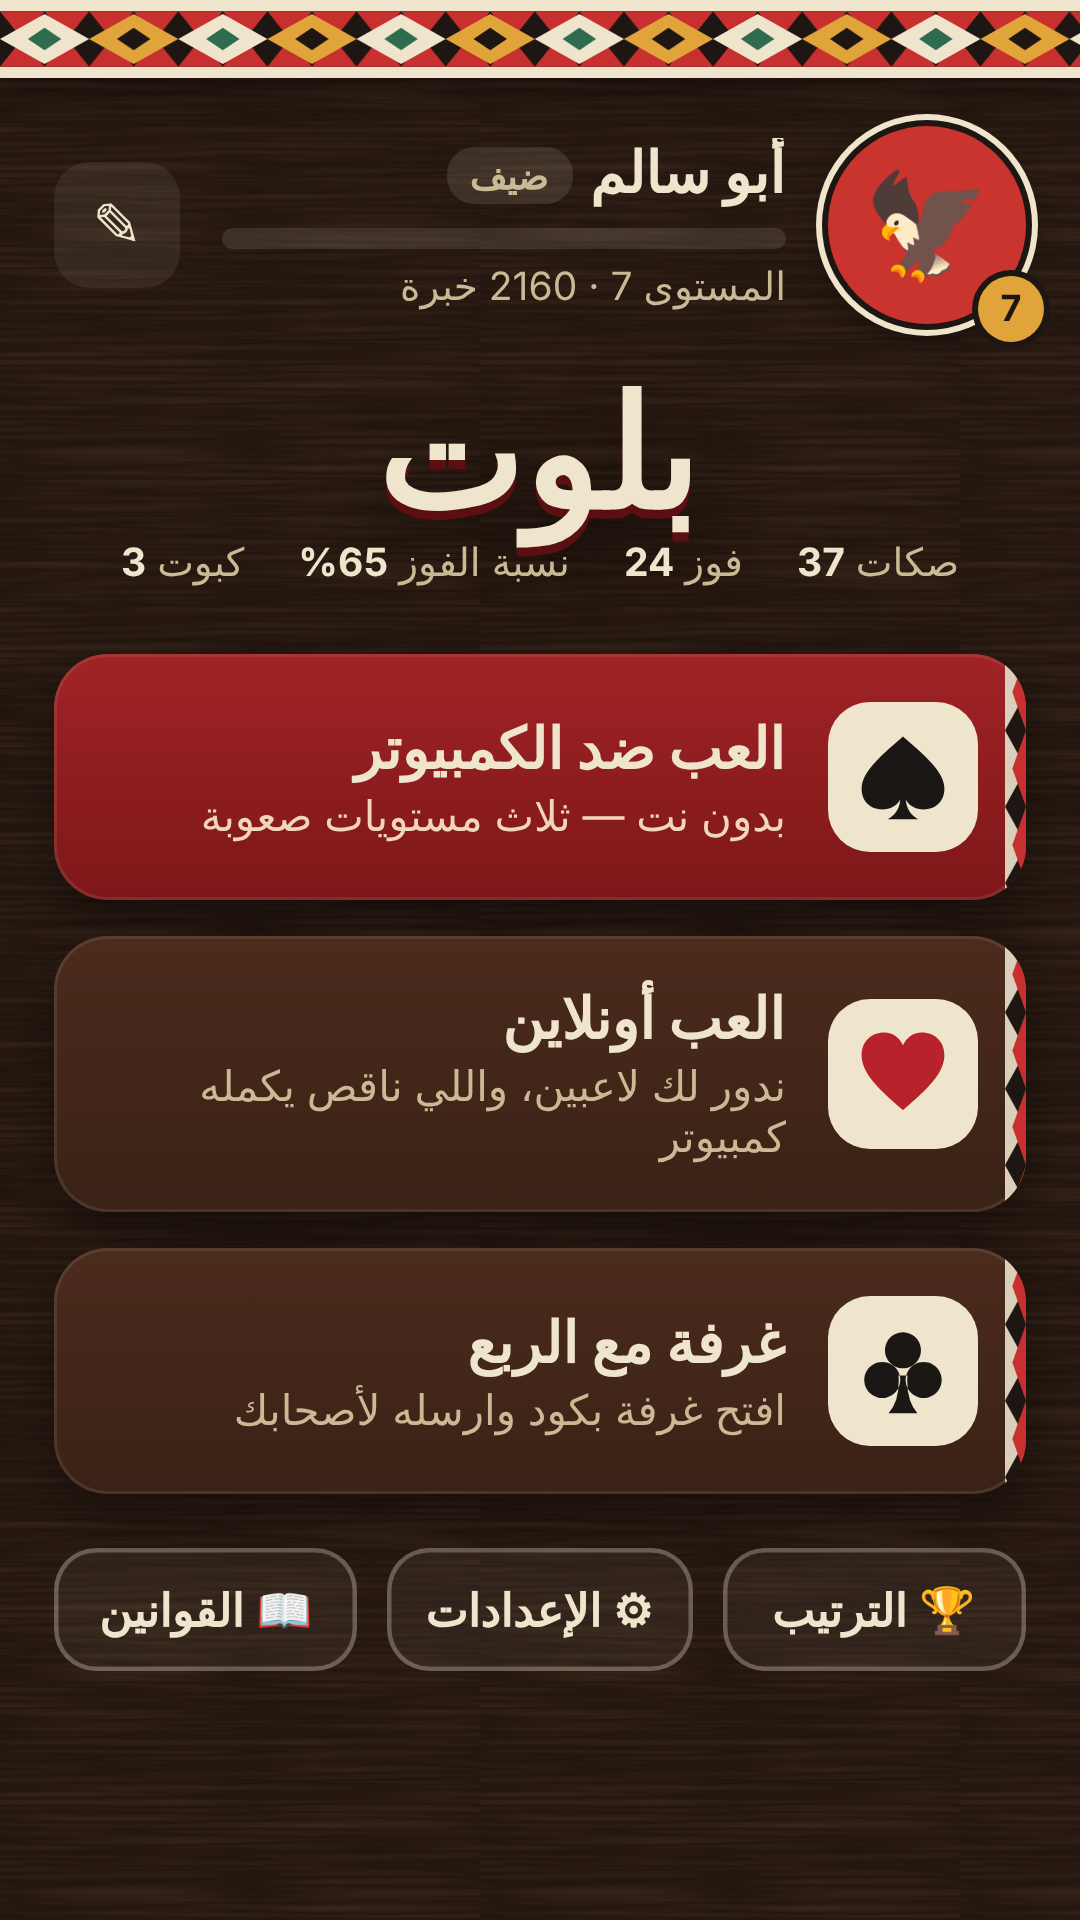 أبو سالم ضيف
المستوى 7 · 2160 خبرة
7
بلوت
صكات 37 فوز 24 نسبة الفوز 65% كبوت 3
العب ضد الكمبيوتر
بدون نت — ثلاث مستويات صعوبة
العب أونلاين
ندور لك لاعبين، واللي ناقص يكمله
كمبيوتر
غرفة مع الربع
افتح غرفة بكود وارسله لأصحابك
الترتيب
الإعدادات
القوانين